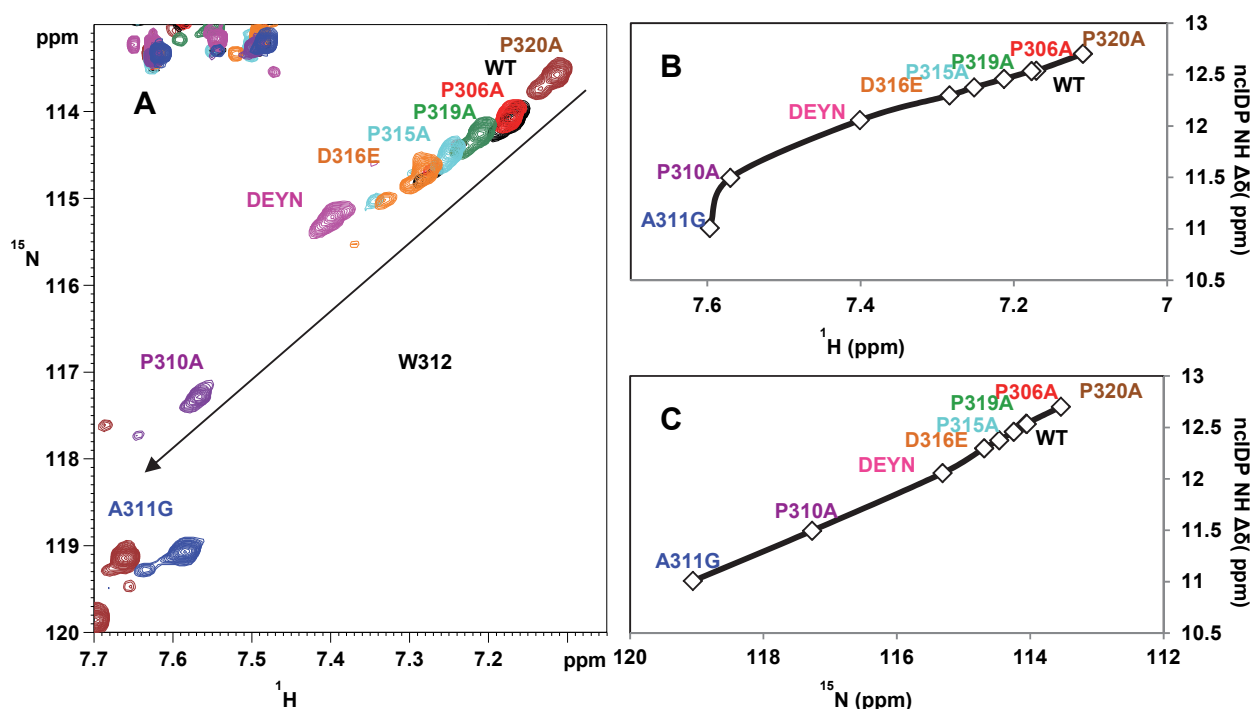 A
ppm
114
115
116
117
118
119
120
15N
P320A
WT
P306A
P319A
P315A
D316E
DEYN
P310A
W312
A311G
7.7 7.6 7.5 7.4 7.3 7.2 ppm
1H
B
13
12.5
12
11.5
11
10.5
ncIDP NH Δδ( ppm)
P320A
P306A
P319A
WT
P315A
D316E
DEYN
P310A
A311G
7.6 7.4 7.2 7
1H (ppm)
C
13
12.5
12
11.5
11
10.5
ncIDP NH Δδ( ppm)
P306A P320A
P319A
P315A WT
D316E
DEYN
P310A
A311G
120 118 116 114 112
15N (ppm)